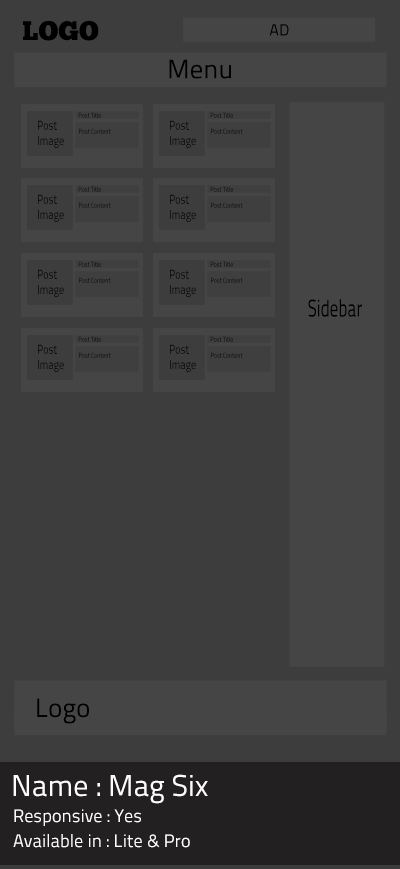 LOGO
AD
Menu
Post Image
Post Title
Post Content
Post Image
Post Title
Post Content
Post Image
Post Title
Post Content
Post Image
Post Title
Post Content
Post Image
Post Title
Post Content
Post Image
Post Title
Post Content
Post Image
Post Title
Post Content
Post Image
Post Title
Post Content
Sidebar
Logo
Name : Mag Six
Responsive : Yes
Available in : Lite & Pro